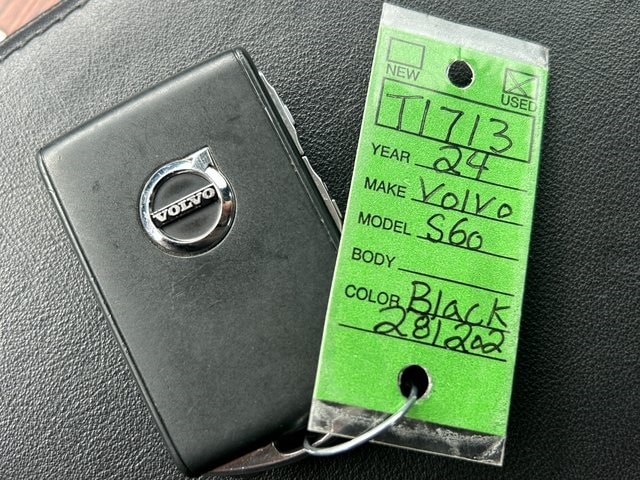 VOLVO
NEW
USED
T1713
YEAR 24
MAKE Volvo
MODEL S60
BODY
COLOR Black
281202